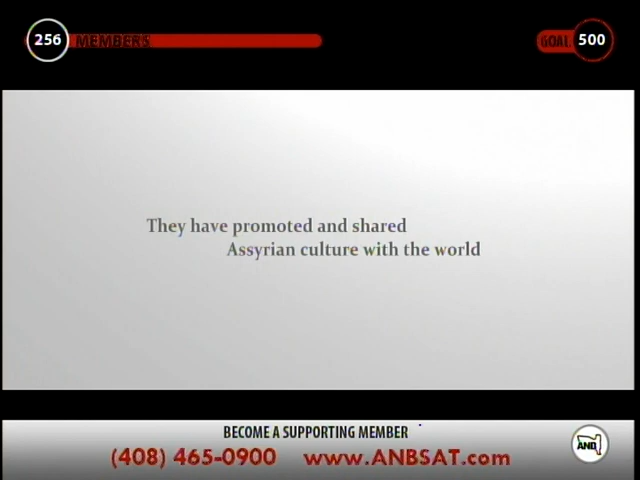 256 MEMBERS GOAL 500
They have promoted and shared
Assyrian culture with the world
BECOME A SUPPORTING MEMBER
(408) 465-0900 www.ANBSAT.com